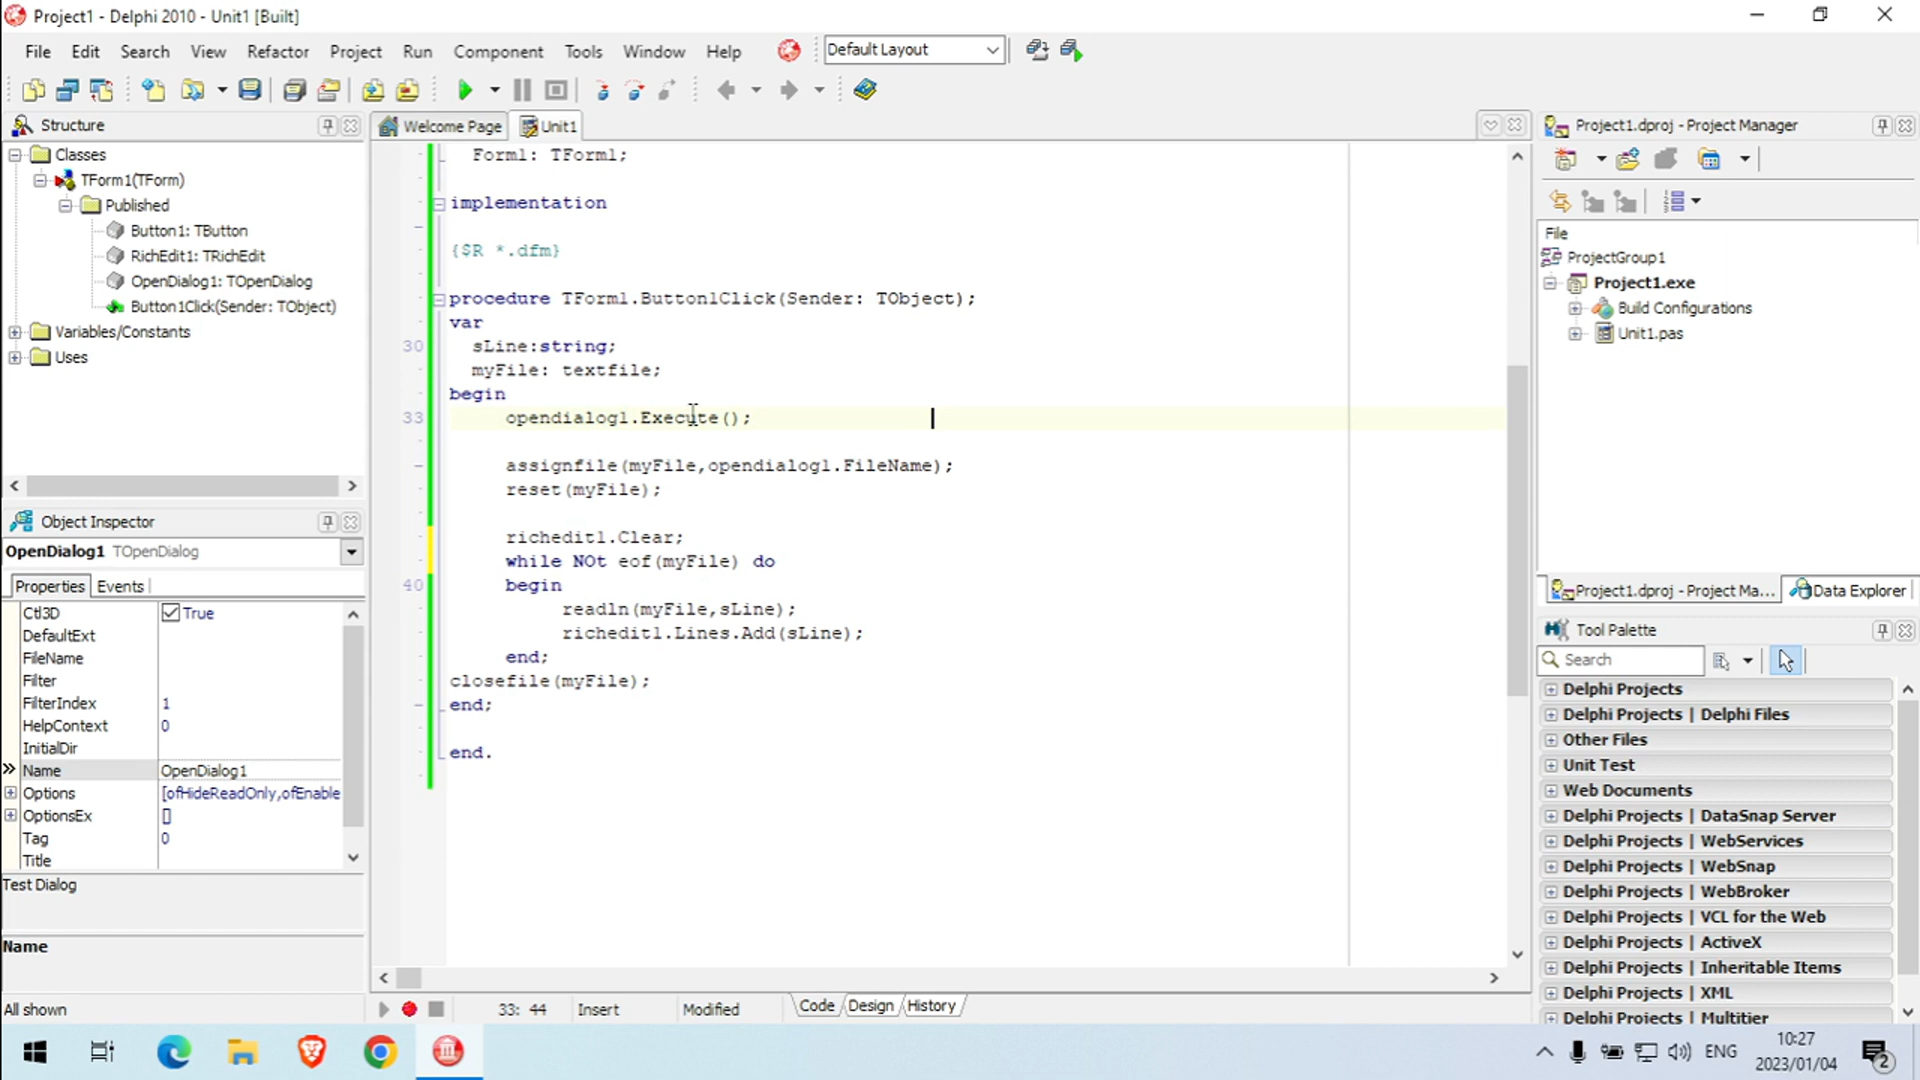 Project1 - Delphi 2010 - Unit1 [Built]
File Edit Search View Refactor Project Run Component Tools Window Help Default Layout
Structure
Welcome Page Unit1
Project1.dproj - Project Manager
Classes
TForm1(TForm)
Published
Button1: TButton
RichEdit1: TRichEdit
OpenDialog1: TOpenDialog
Button1Click(Sender: TObject)
Variables/Constants
Uses
Object Inspector
OpenDialog1 TOpenDialog
Properties Events
Ctl3D True
DefaultExt
FileName
Filter
FilterIndex 1
HelpContext 0
InitialDir
Name OpenDialog1
Options [ofHideReadOnly,ofEnable
OptionsEx []
Tag 0
Title
Test Dialog
Name
All shown
Form1: TForm1;
implementation
{$R *.dfm}
procedure TForm1.Button1Click(Sender: TObject);
var
30 sLine:string;
myFile: textfile;
begin
33 opendialog1.Execute();
assignfile(myFile,opendialog1.FileName);
reset(myFile);
richedit1.Clear;
while NOt eof(myFile) do
40 begin
readln(myFile,sLine);
richedit1.Lines.Add(sLine);
end;
closefile(myFile);
end;
end.
33: 44 Insert Modified Code Design History
File
ProjectGroup1
Project1.exe
Build Configurations
Unit1.pas
Project1.dproj - Project Ma... Data Explorer
Tool Palette
Search
Delphi Projects
Delphi Projects | Delphi Files
Other Files
Unit Test
Web Documents
Delphi Projects | DataSnap Server
Delphi Projects | WebServices
Delphi Projects | WebSnap
Delphi Projects | WebBroker
Delphi Projects | VCL for the Web
Delphi Projects | ActiveX
Delphi Projects | Inheritable Items
Delphi Projects | XML
Delphi Projects | Multitier
ENG
10:27
2023/01/04
2